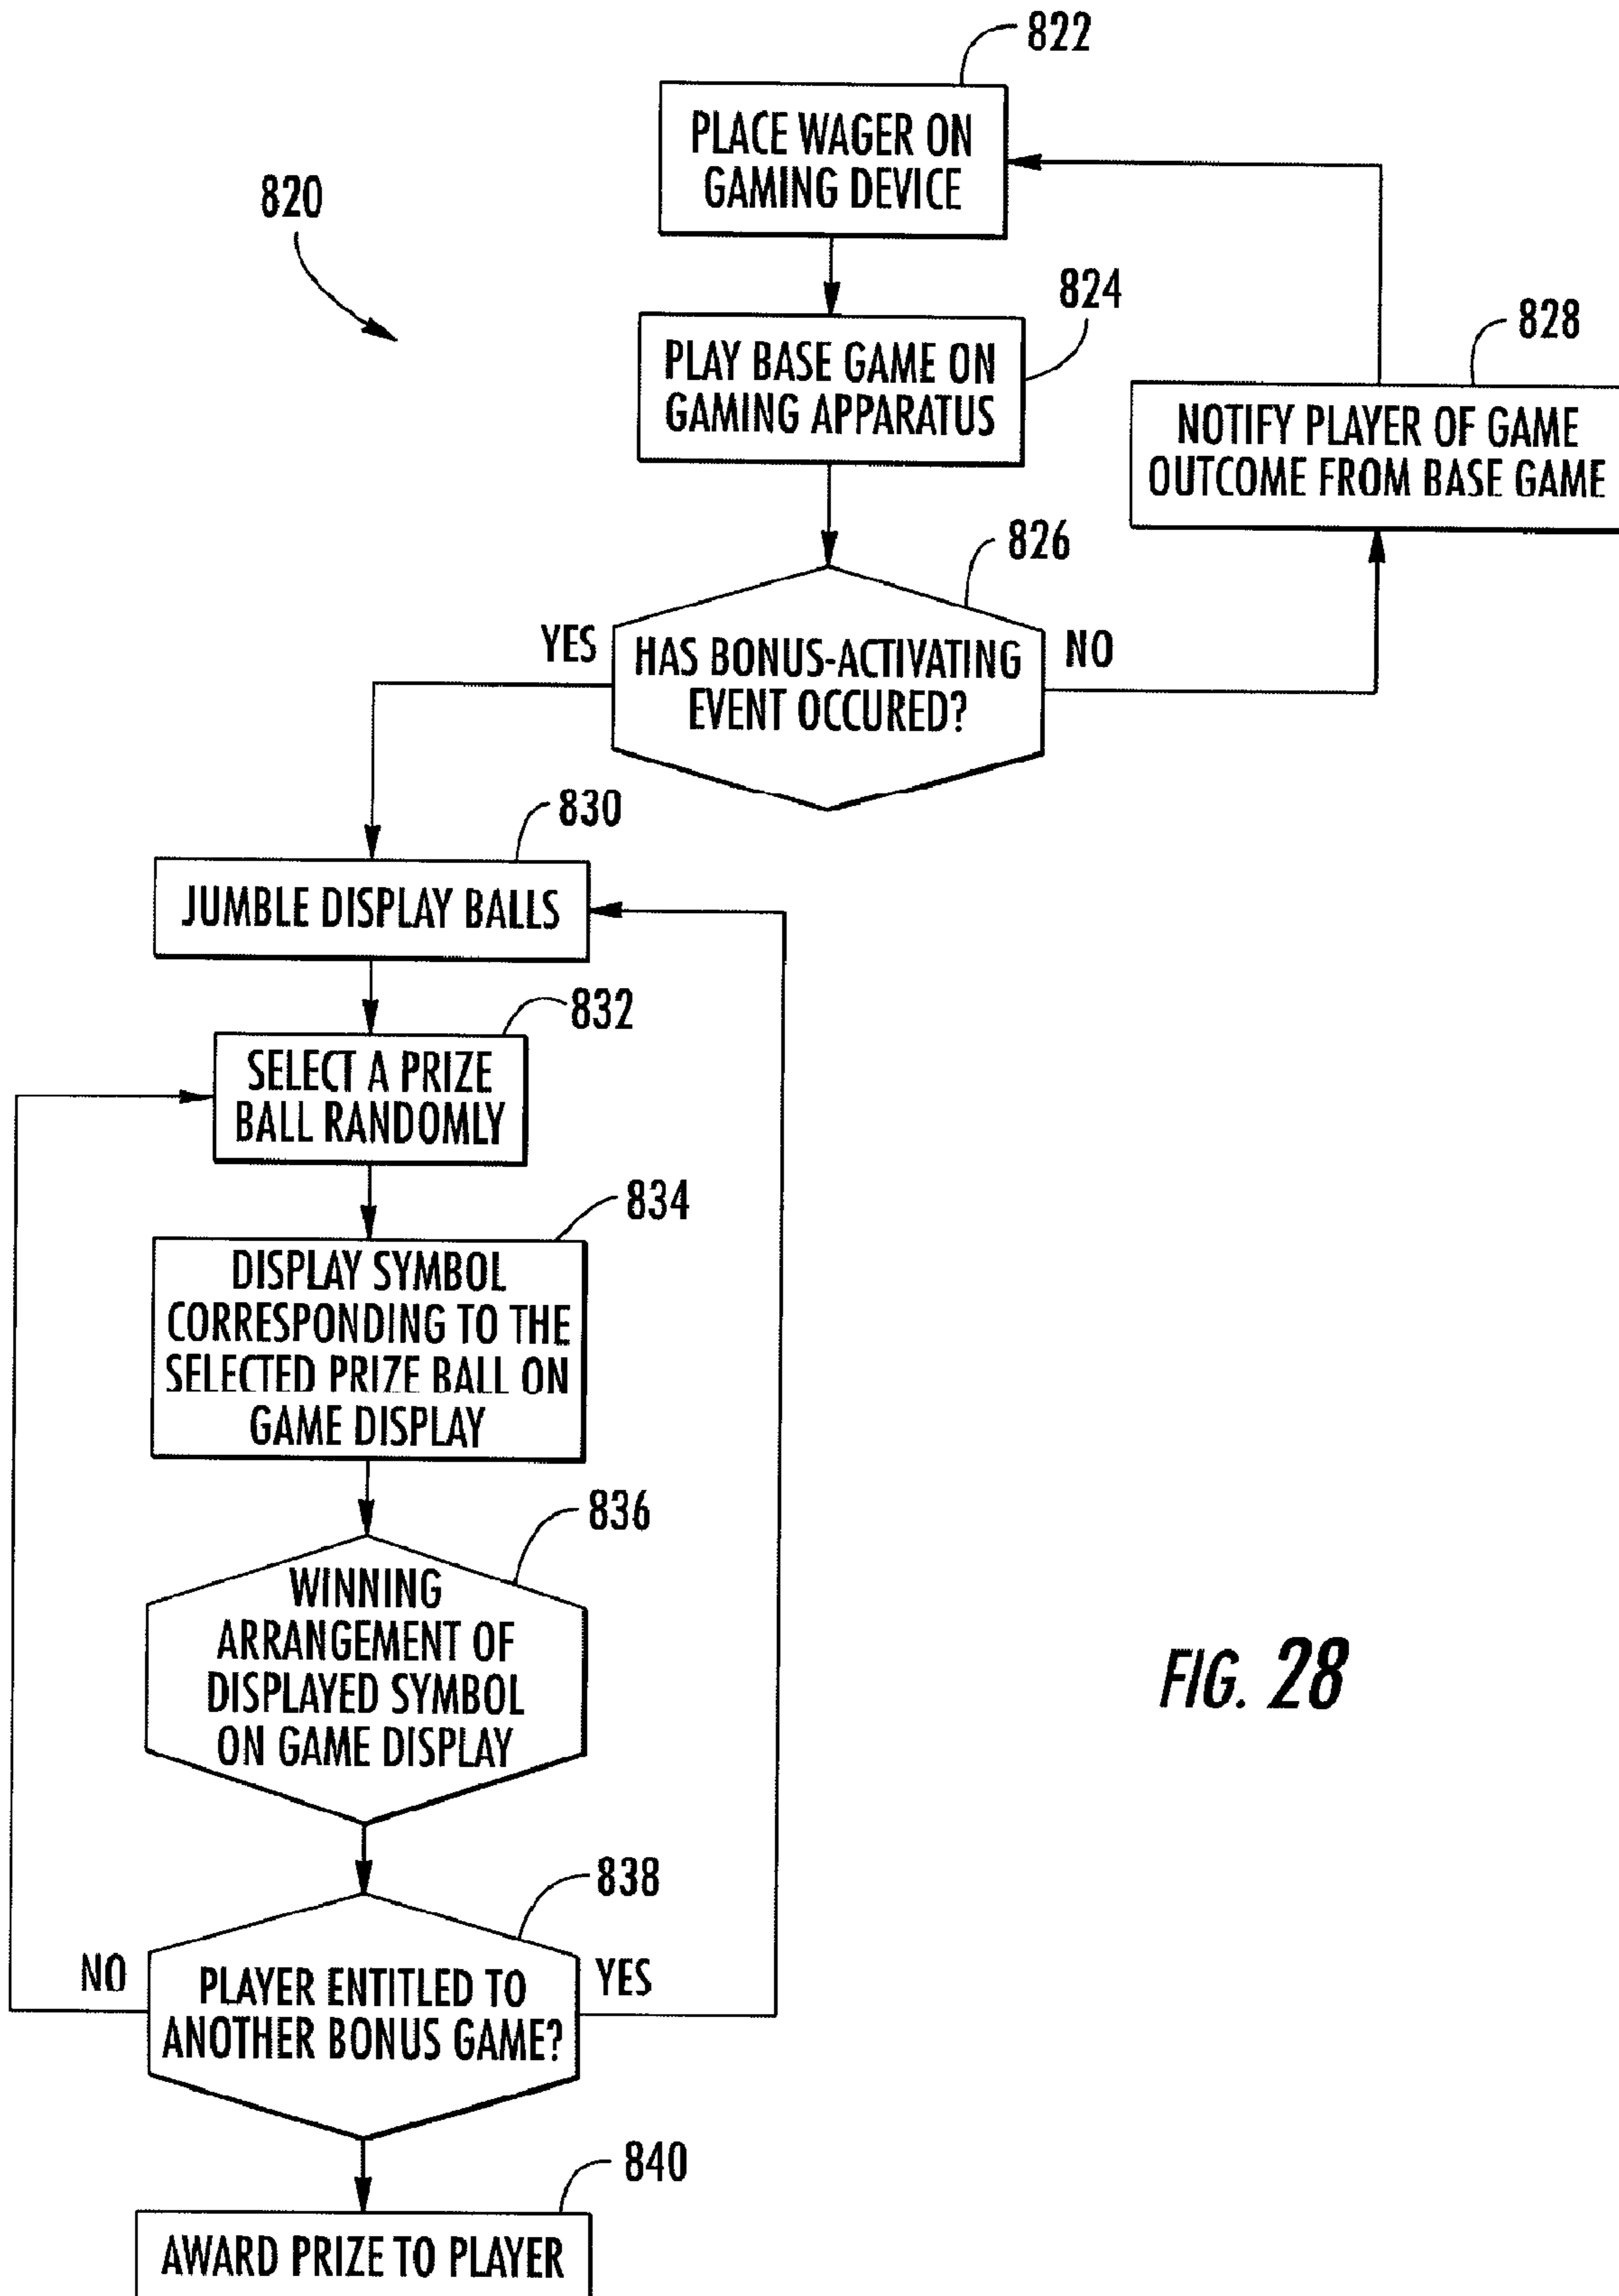 822
PLACE WAGER ON
GAMING DEVICE
820
824
PLAY BASE GAME ON
GAMING APPARATUS
828
NOTIFY PLAYER OF GAME
OUTCOME FROM BASE GAME
826
YES
HAS BONUS-ACTIVATING
EVENT OCCURED?
NO
830
JUMBLE DISPLAY BALLS
832
SELECT A PRIZE
BALL RANDOMLY
834
DISPLAY SYMBOL
CORRESPONDING TO THE
SELECTED PRIZE BALL ON
GAME DISPLAY
836
WINNING
ARRANGEMENT OF
DISPLAYED SYMBOL
ON GAME DISPLAY
FIG. 28
838
NO
PLAYER ENTITLED TO
ANOTHER BONUS GAME?
YES
840
AWARD PRIZE TO PLAYER